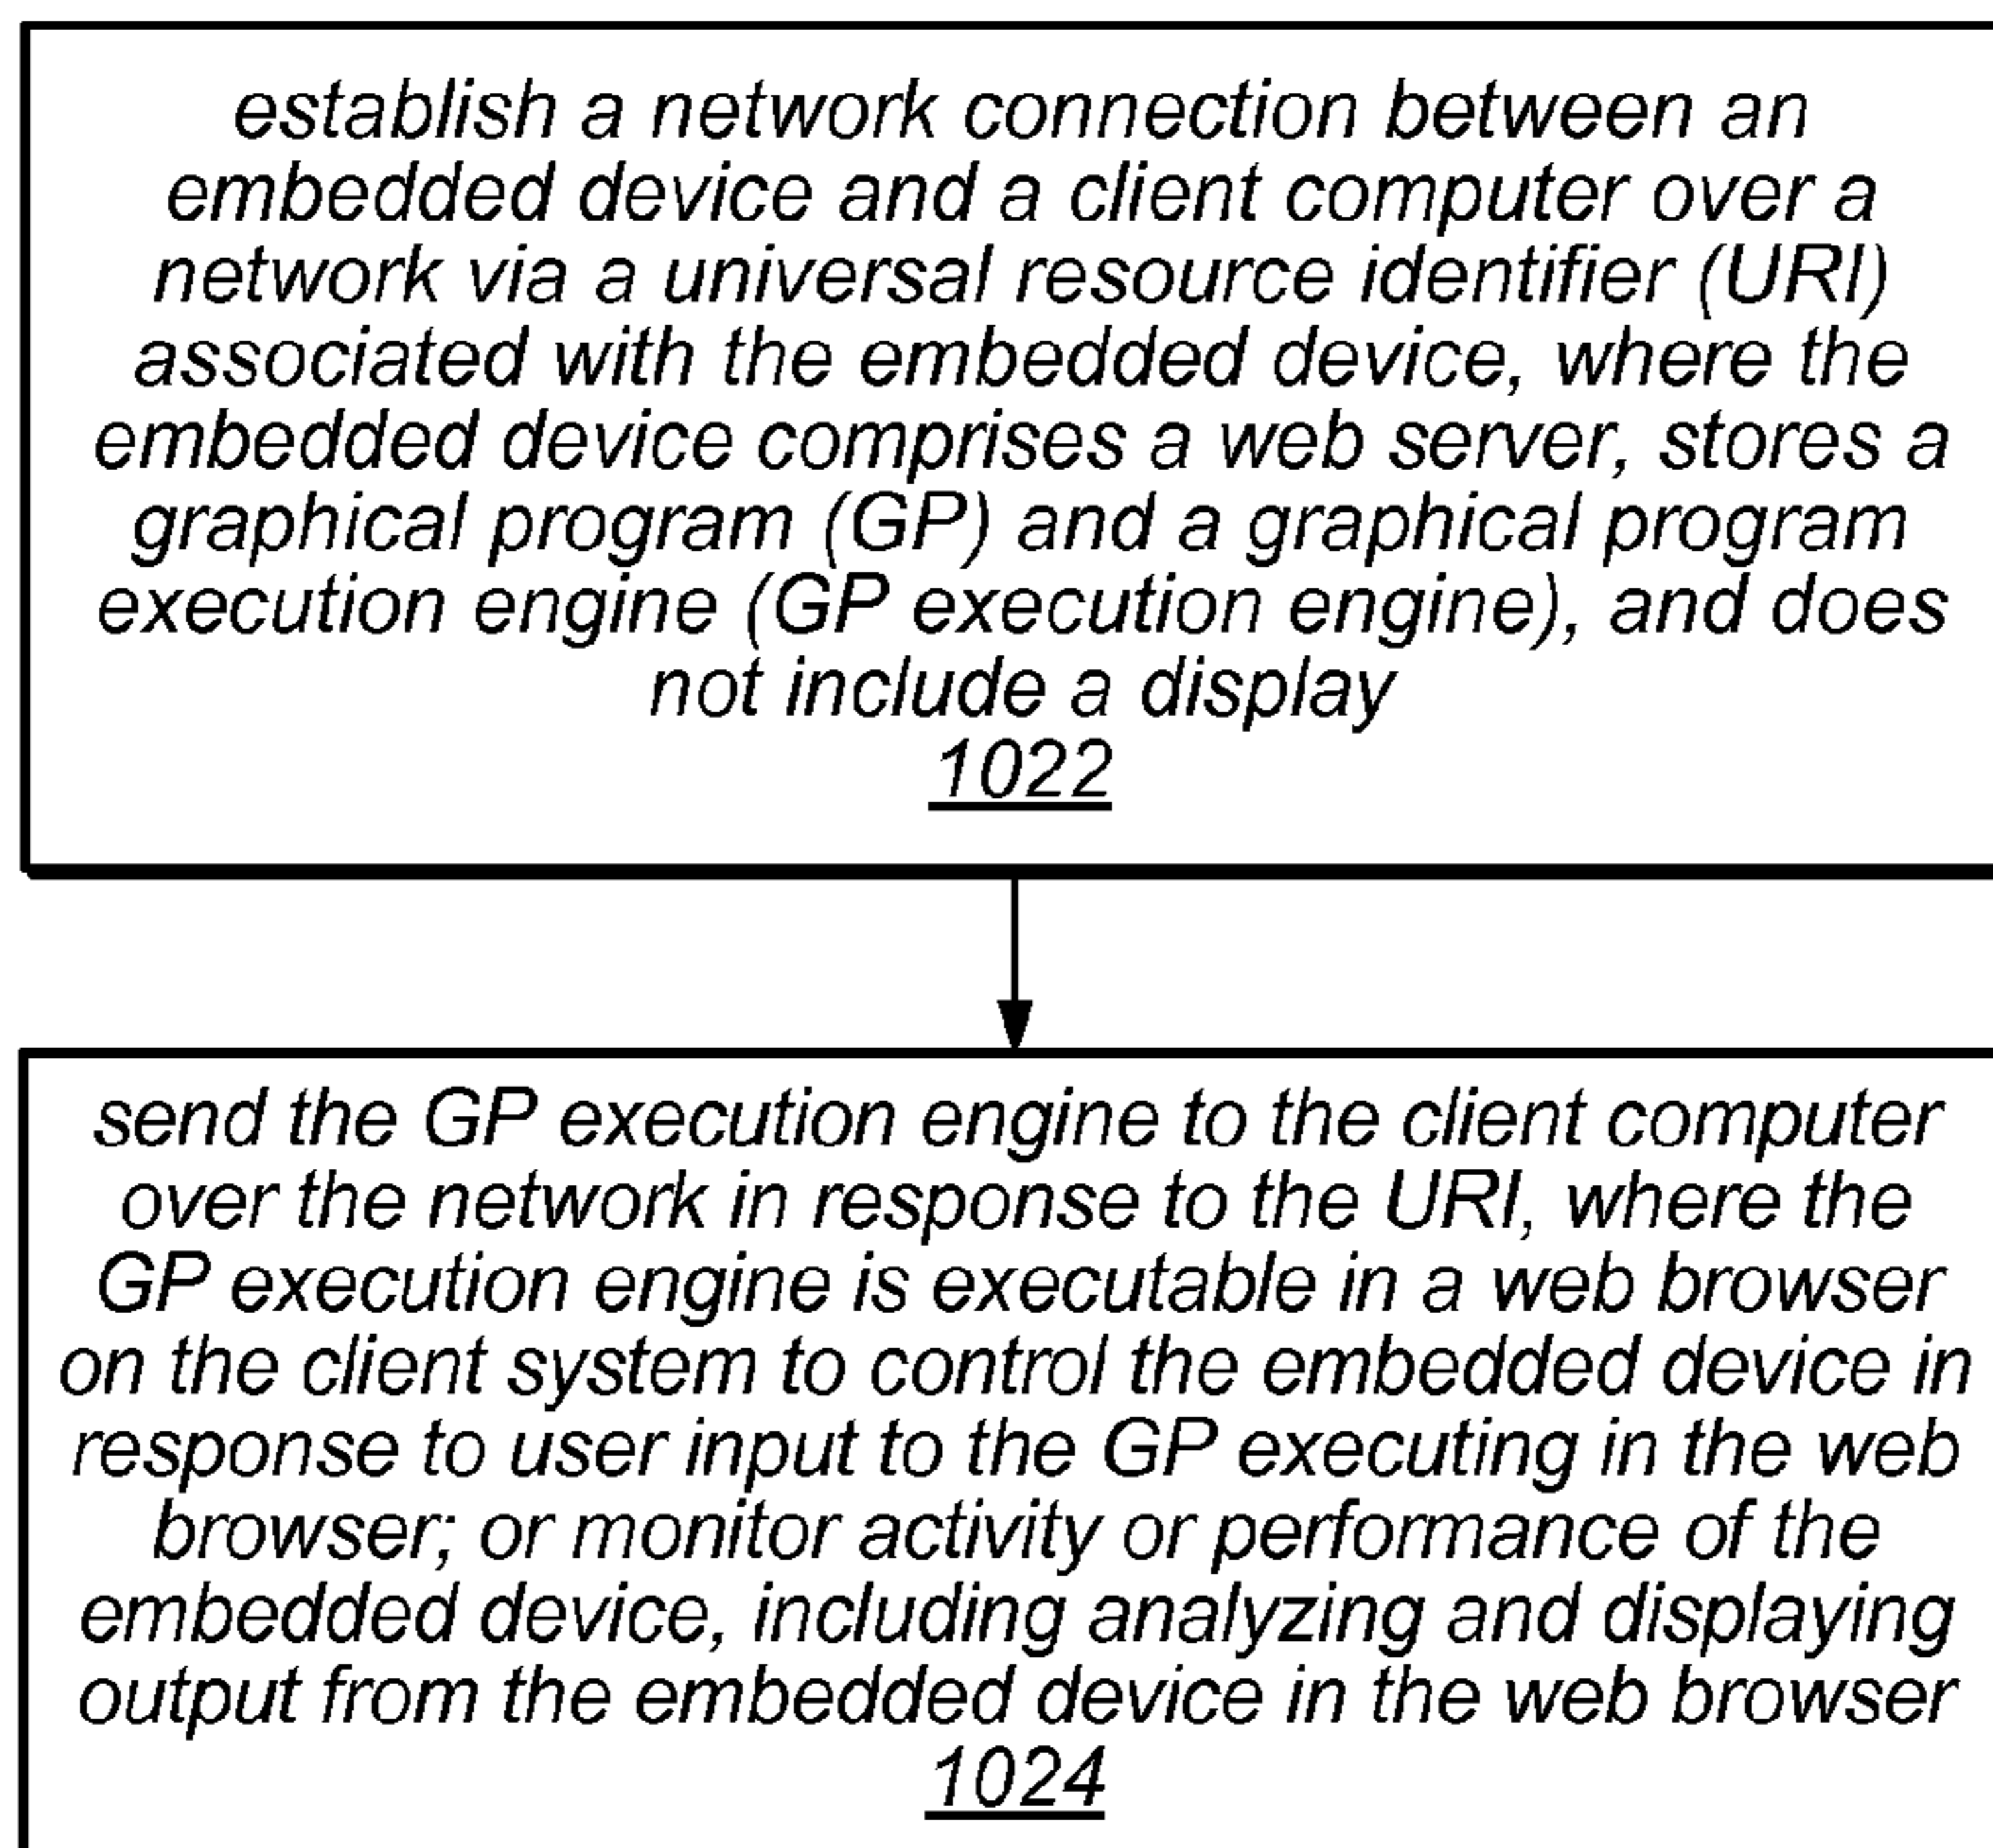 establish a network connection between an
embedded device and a client computer over a
network via a universal resource identifier (URI)
associated with the embedded device, where the
embedded device comprises a web server, stores a
graphical program (GP) and a graphical program
execution engine (GP execution engine), and does
not include a display
1022
send the GP execution engine to the client computer
over the network in response to the URI, where the
GP execution engine is executable in a web browser
on the client system to control the embedded device in
response to user input to the GP executing in the web
browser; or monitor activity or performance of the
embedded device, including analyzing and displaying
output from the embedded device in the web browser
1024